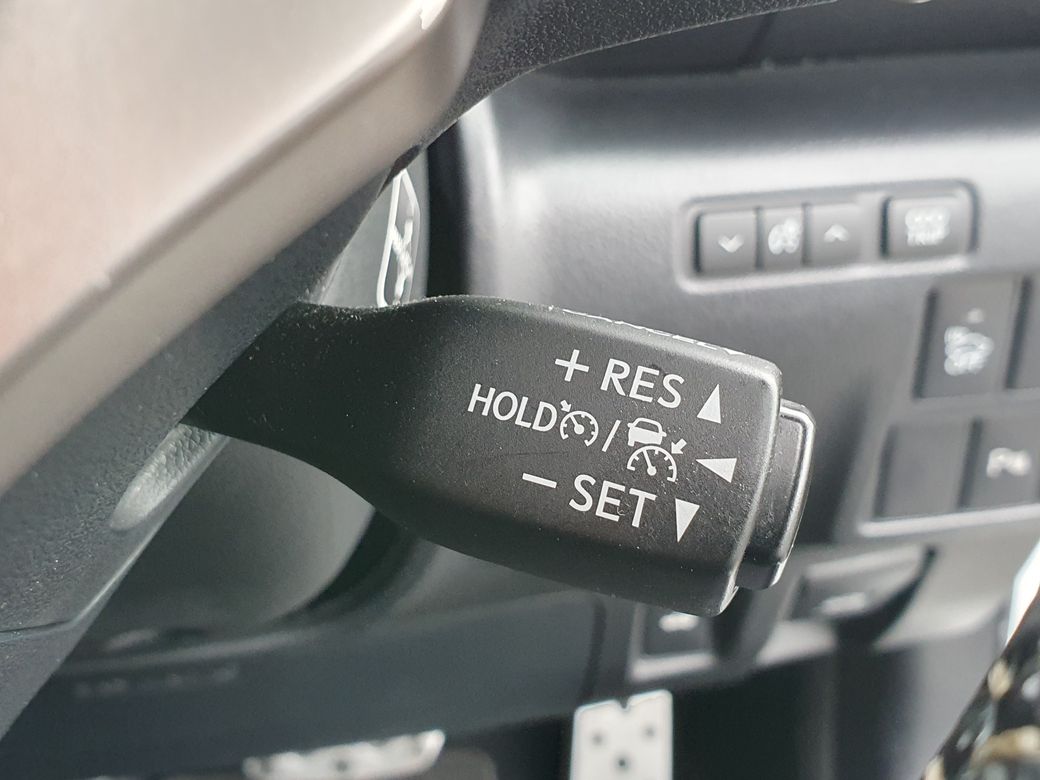 + RES
HOLD /
− SET